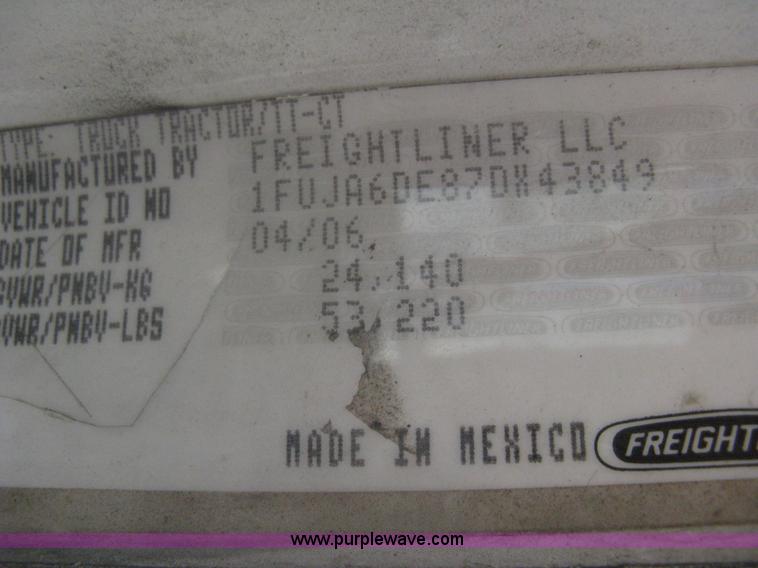 TYPE: TRUCK TRACTOR/TT-CT
MANUFACTURED BY FREIGHTLINER LLC
VEHICLE ID NO 1FUJA6DE87DX43849
DATE OF MFR 04/06
GVWR/PNBV-KG 24,140
GVWR/PNBV-LBS 53,220
MADE IN MEXICO FREIGHT
www.purplewave.com